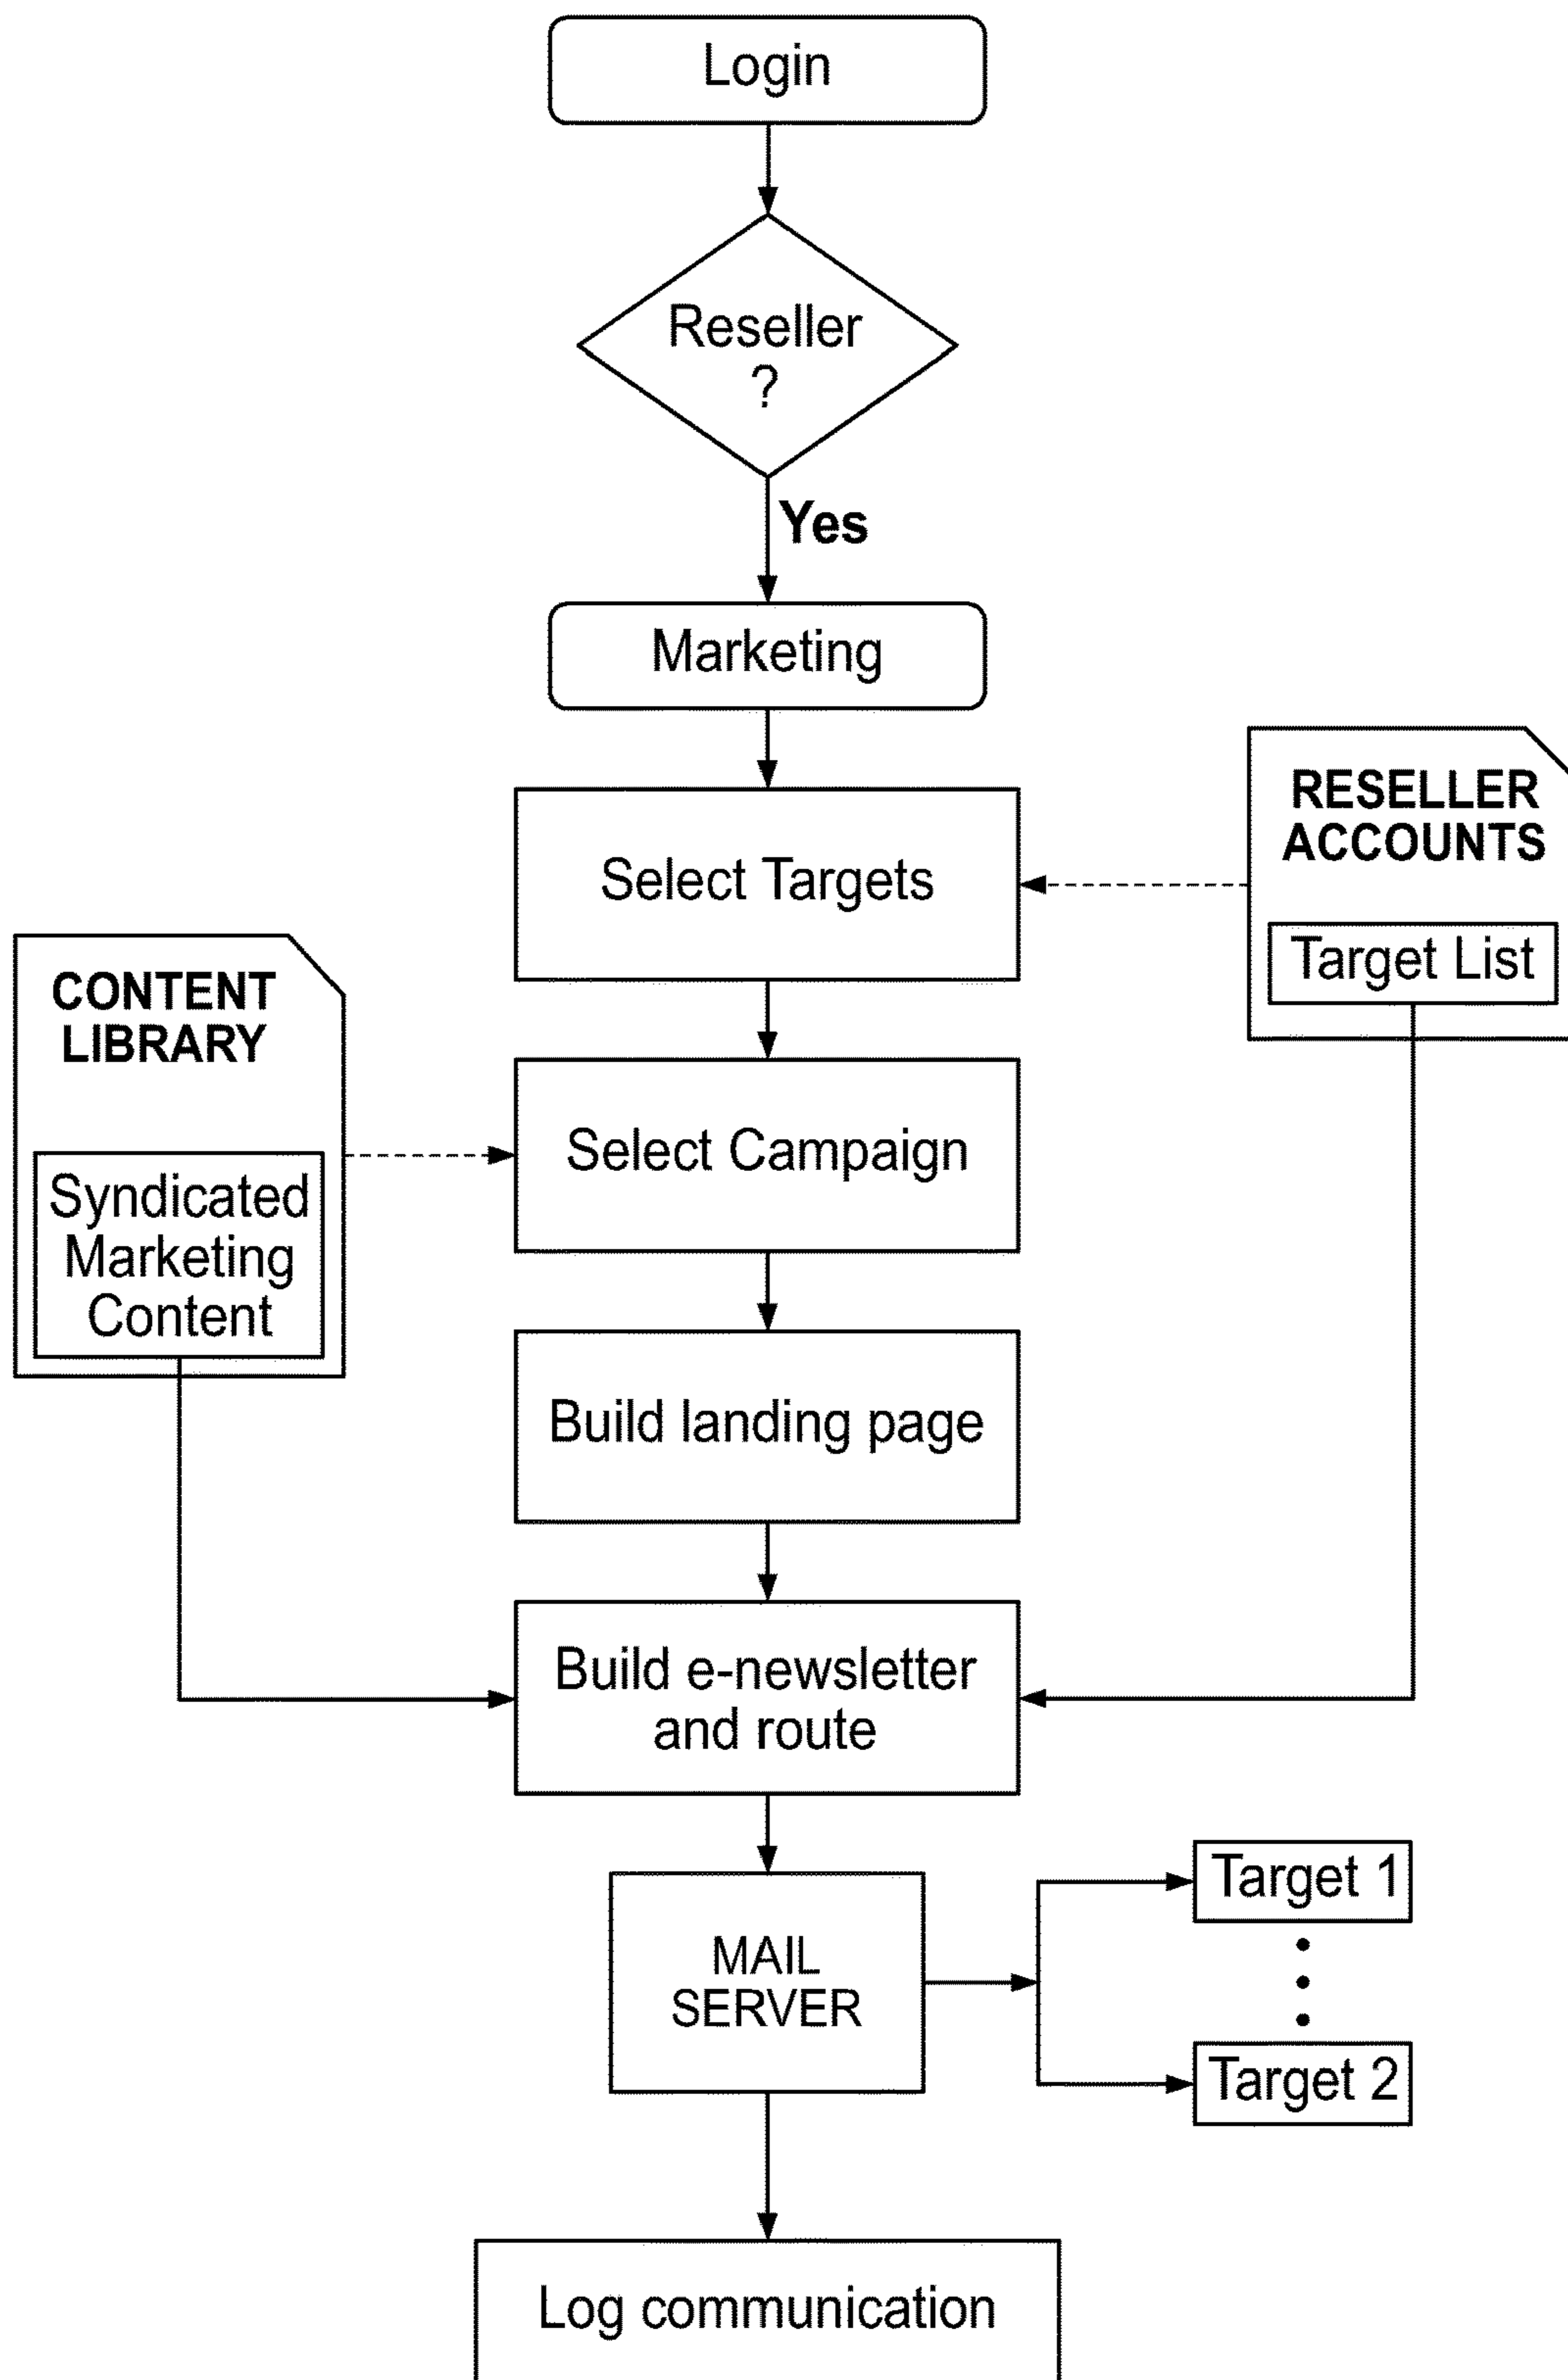 Login
Reseller
?
Yes
Marketing
RESELLER
ACCOUNTS
Target List
Select Targets
CONTENT
LIBRARY
Syndicated
Marketing
Content
Select Campaign
Build landing page
Build e-newsletter
and route
MAIL
SERVER
Target 1
Target 2
Log communication